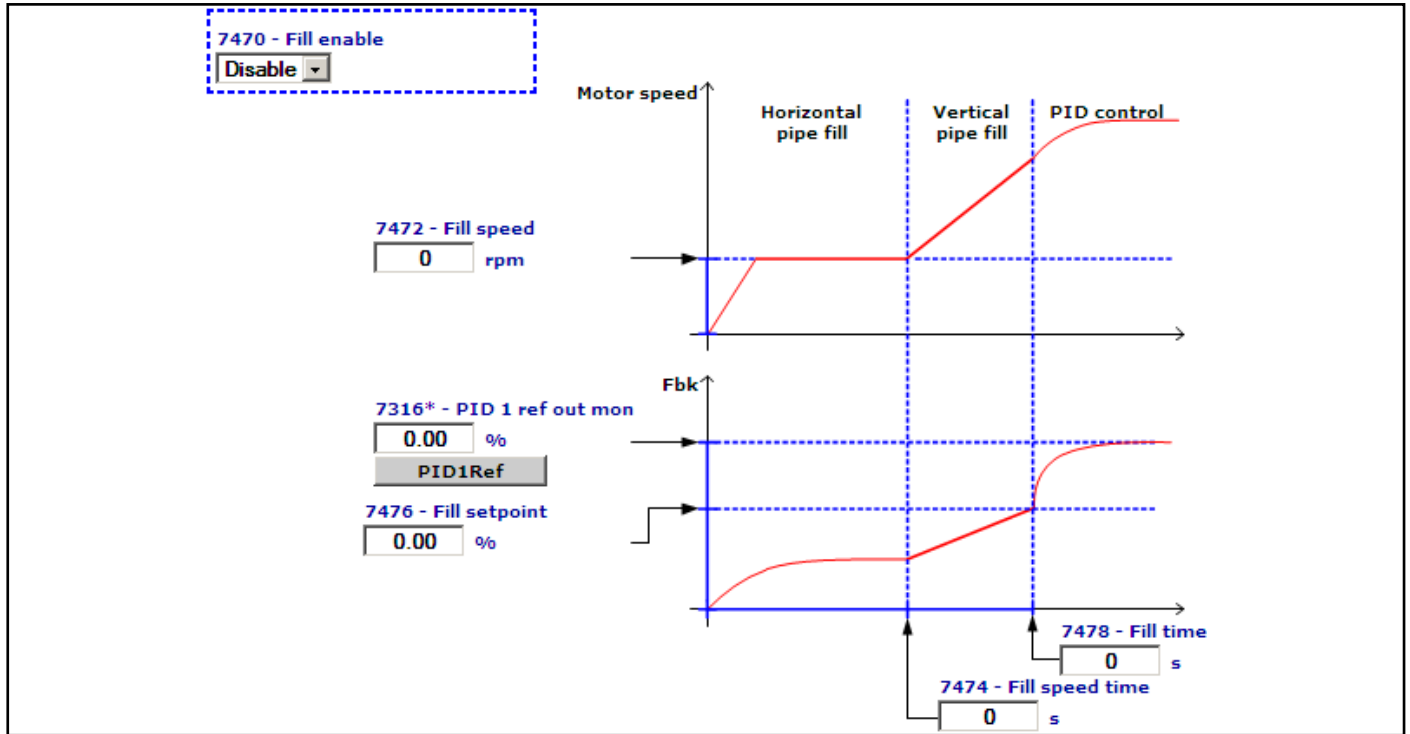 7470 - Fill enable
Disable
Motor speed
Horizontal
pipe fill
Vertical
pipe fill
PID control
7472 - Fill speed
0 rpm
Fbk
7316* - PID 1 ref out mon
0.00 %
PID1Ref
7476 - Fill setpoint
0.00 %
7478 - Fill time
0 s
7474 - Fill speed time
0 s